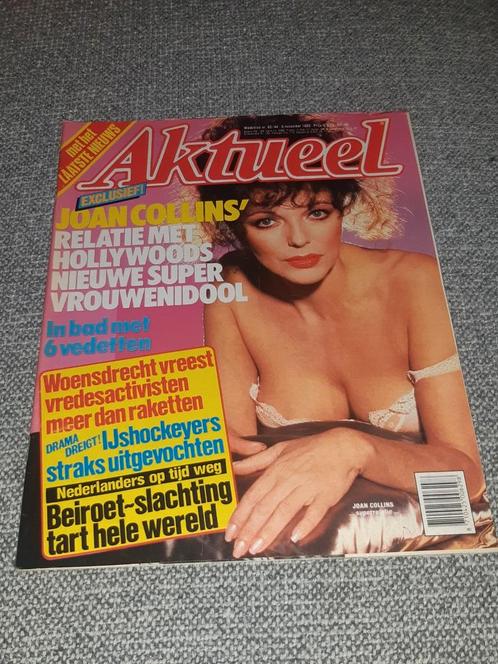 met het
LAATSTE NIEUWS
Aktueel
EXCLUSIEF!
JOAN COLLINS'
RELATIE MET
HOLLYWOODS
NIEUWE SUPER
VROUWENIDOOL
In bad met
6 vedetten
Woensdrecht vreest
vredesactivisten
meer dan raketten
DRAMA
DREIGT! IJshockeyers
straks uitgevochten
Nederlanders op tijd weg
Beiroet-slachting
tart hele wereld
JOAN COLLINS